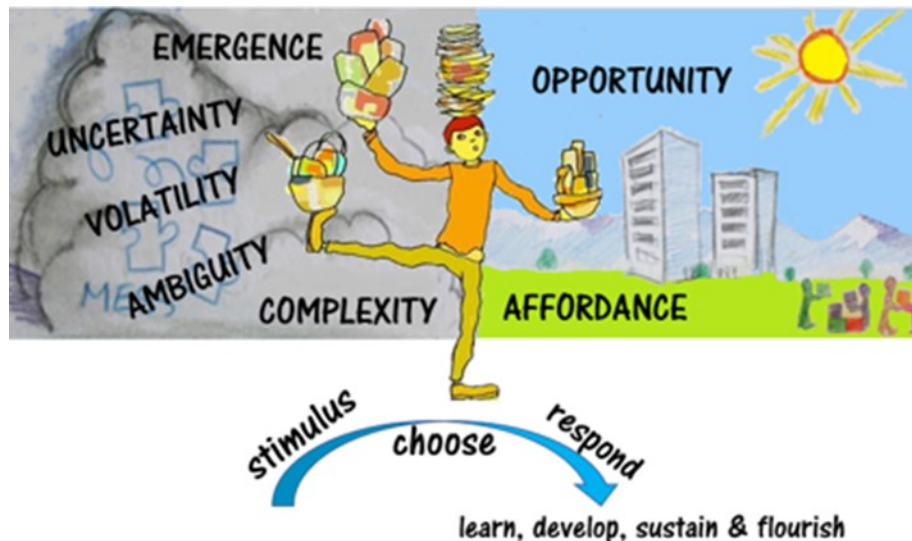 EMERGENCE
OPPORTUNITY
UNCERTAINTY
VOLATILITY
AMBIGUITY
COMPLEXITY
AFFORDANCE
stimulus
choose
respond
learn, develop, sustain & flourish